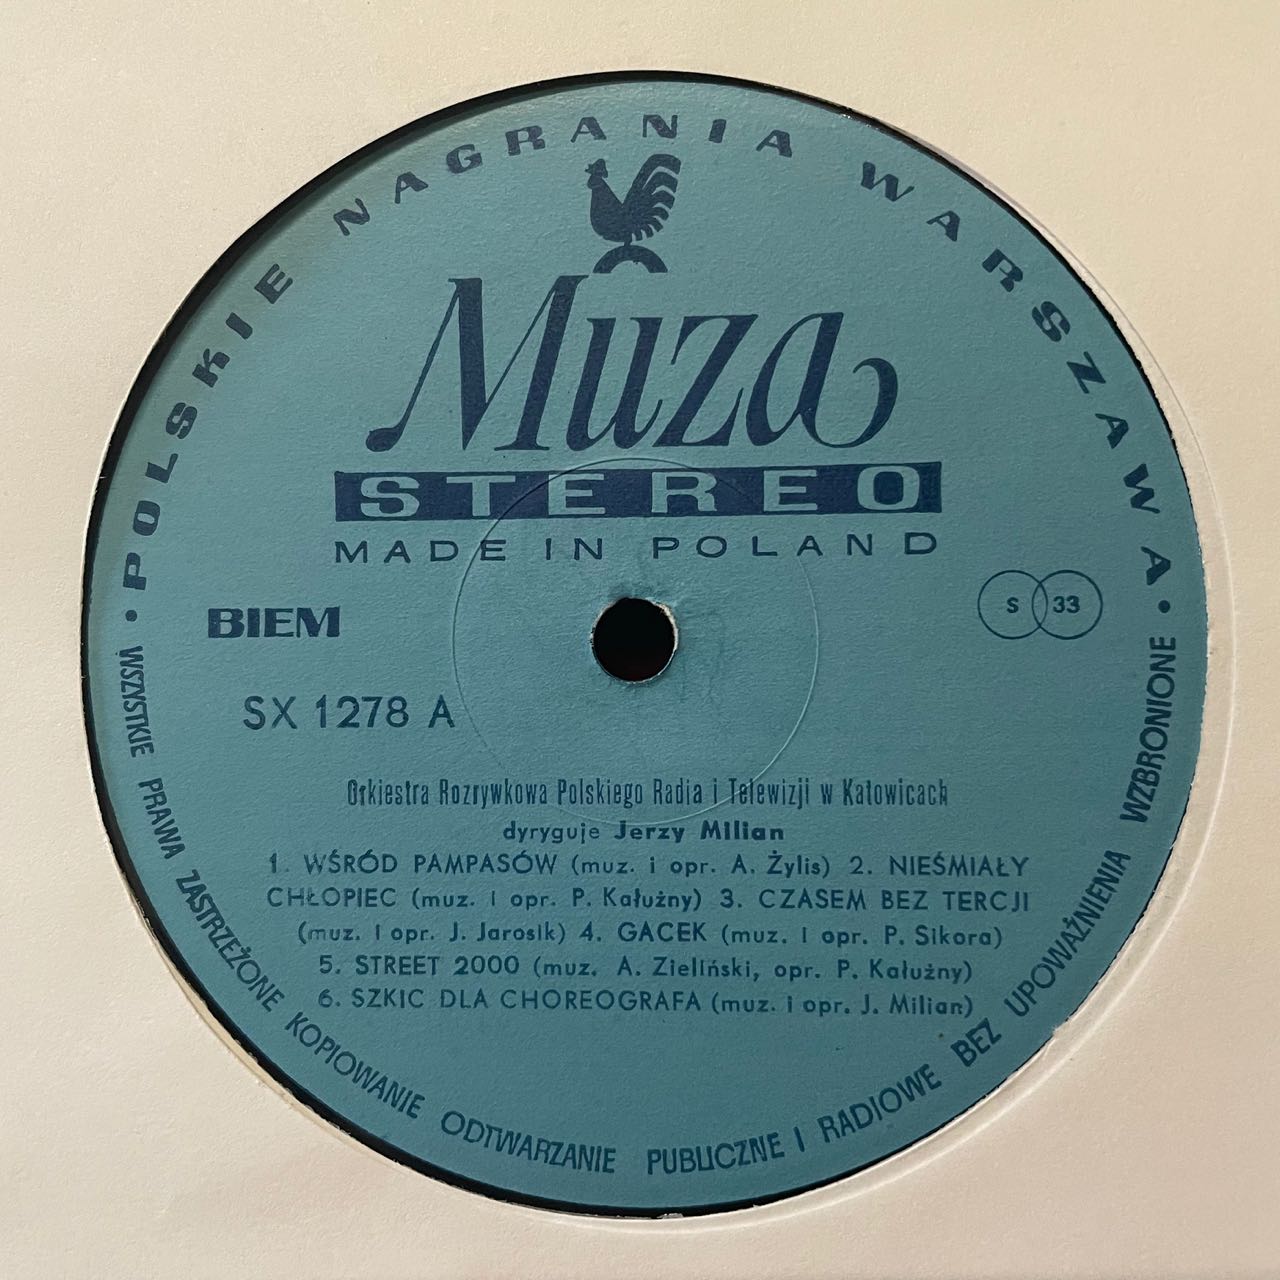 POLSKIE NAGRANIA WARSZAWA
Muza
STEREO
MADE IN POLAND
BIEM
S 33
SX 1278 A
Orkiestra Rozrywkowa Polskiego Radia i Telewizji w Katowicach
dyryguje Jerzy Milian
1. WŚRÓD PAMPASÓW (muz. i opr. A. Żylis) 2. NIEŚMIAŁY
CHŁOPIEC (muz. i opr. P. Kałużny) 3. CZASEM BEZ TERCJI
(muz. i opr. J. Jarosik) 4. GACEK (muz. i opr. P. Sikora)
5. STREET 2000 (muz. A. Zieliński, opr. P. Kałużny)
6. SZKIC DLA CHOREOGRAFA (muz. i opr. J. Milian)
• WSZYSTKIE PRAWA ZASTRZEŻONE KOPIOWANIE ODTWARZANIE PUBLICZNE I RADIOWE BEZ UPOWAŻNIENIA WZBRONIONE •